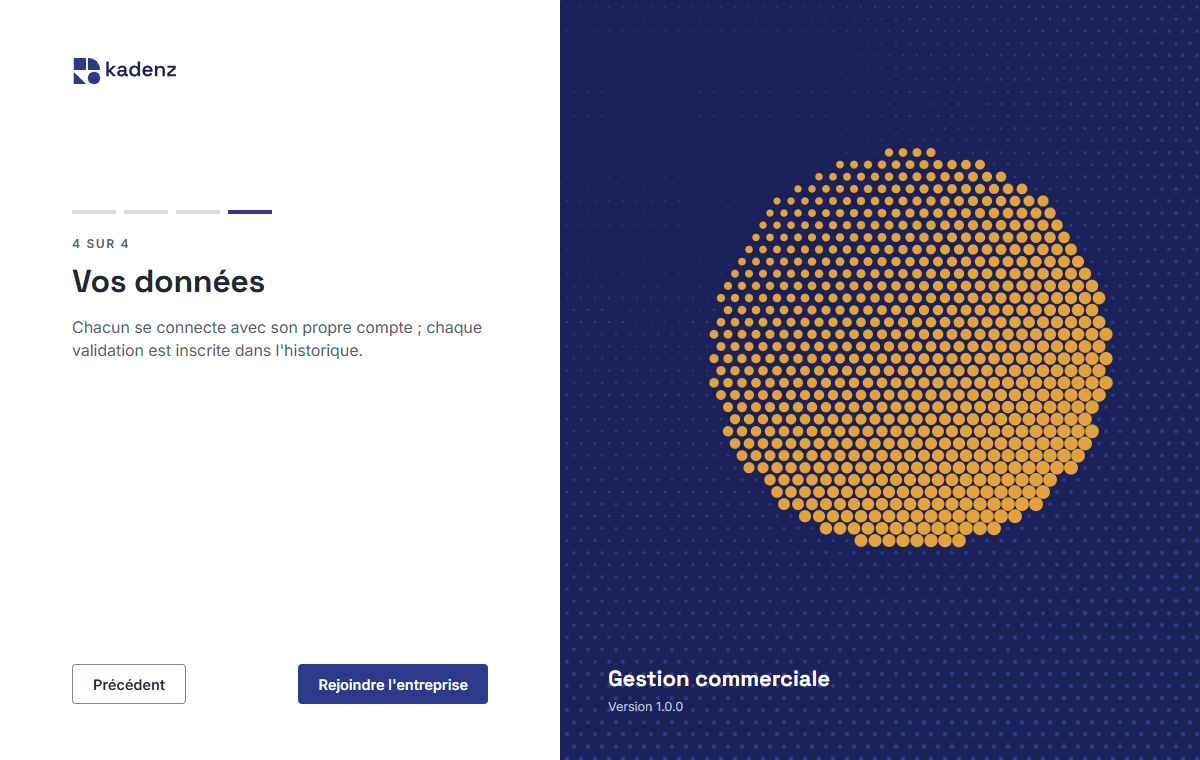 kadenz
4 SUR 4
Vos données
Chacun se connecte avec son propre compte ; chaque
validation est inscrite dans l'historique.
Précédent
Rejoindre l'entreprise
Gestion commerciale
Version 1.0.0